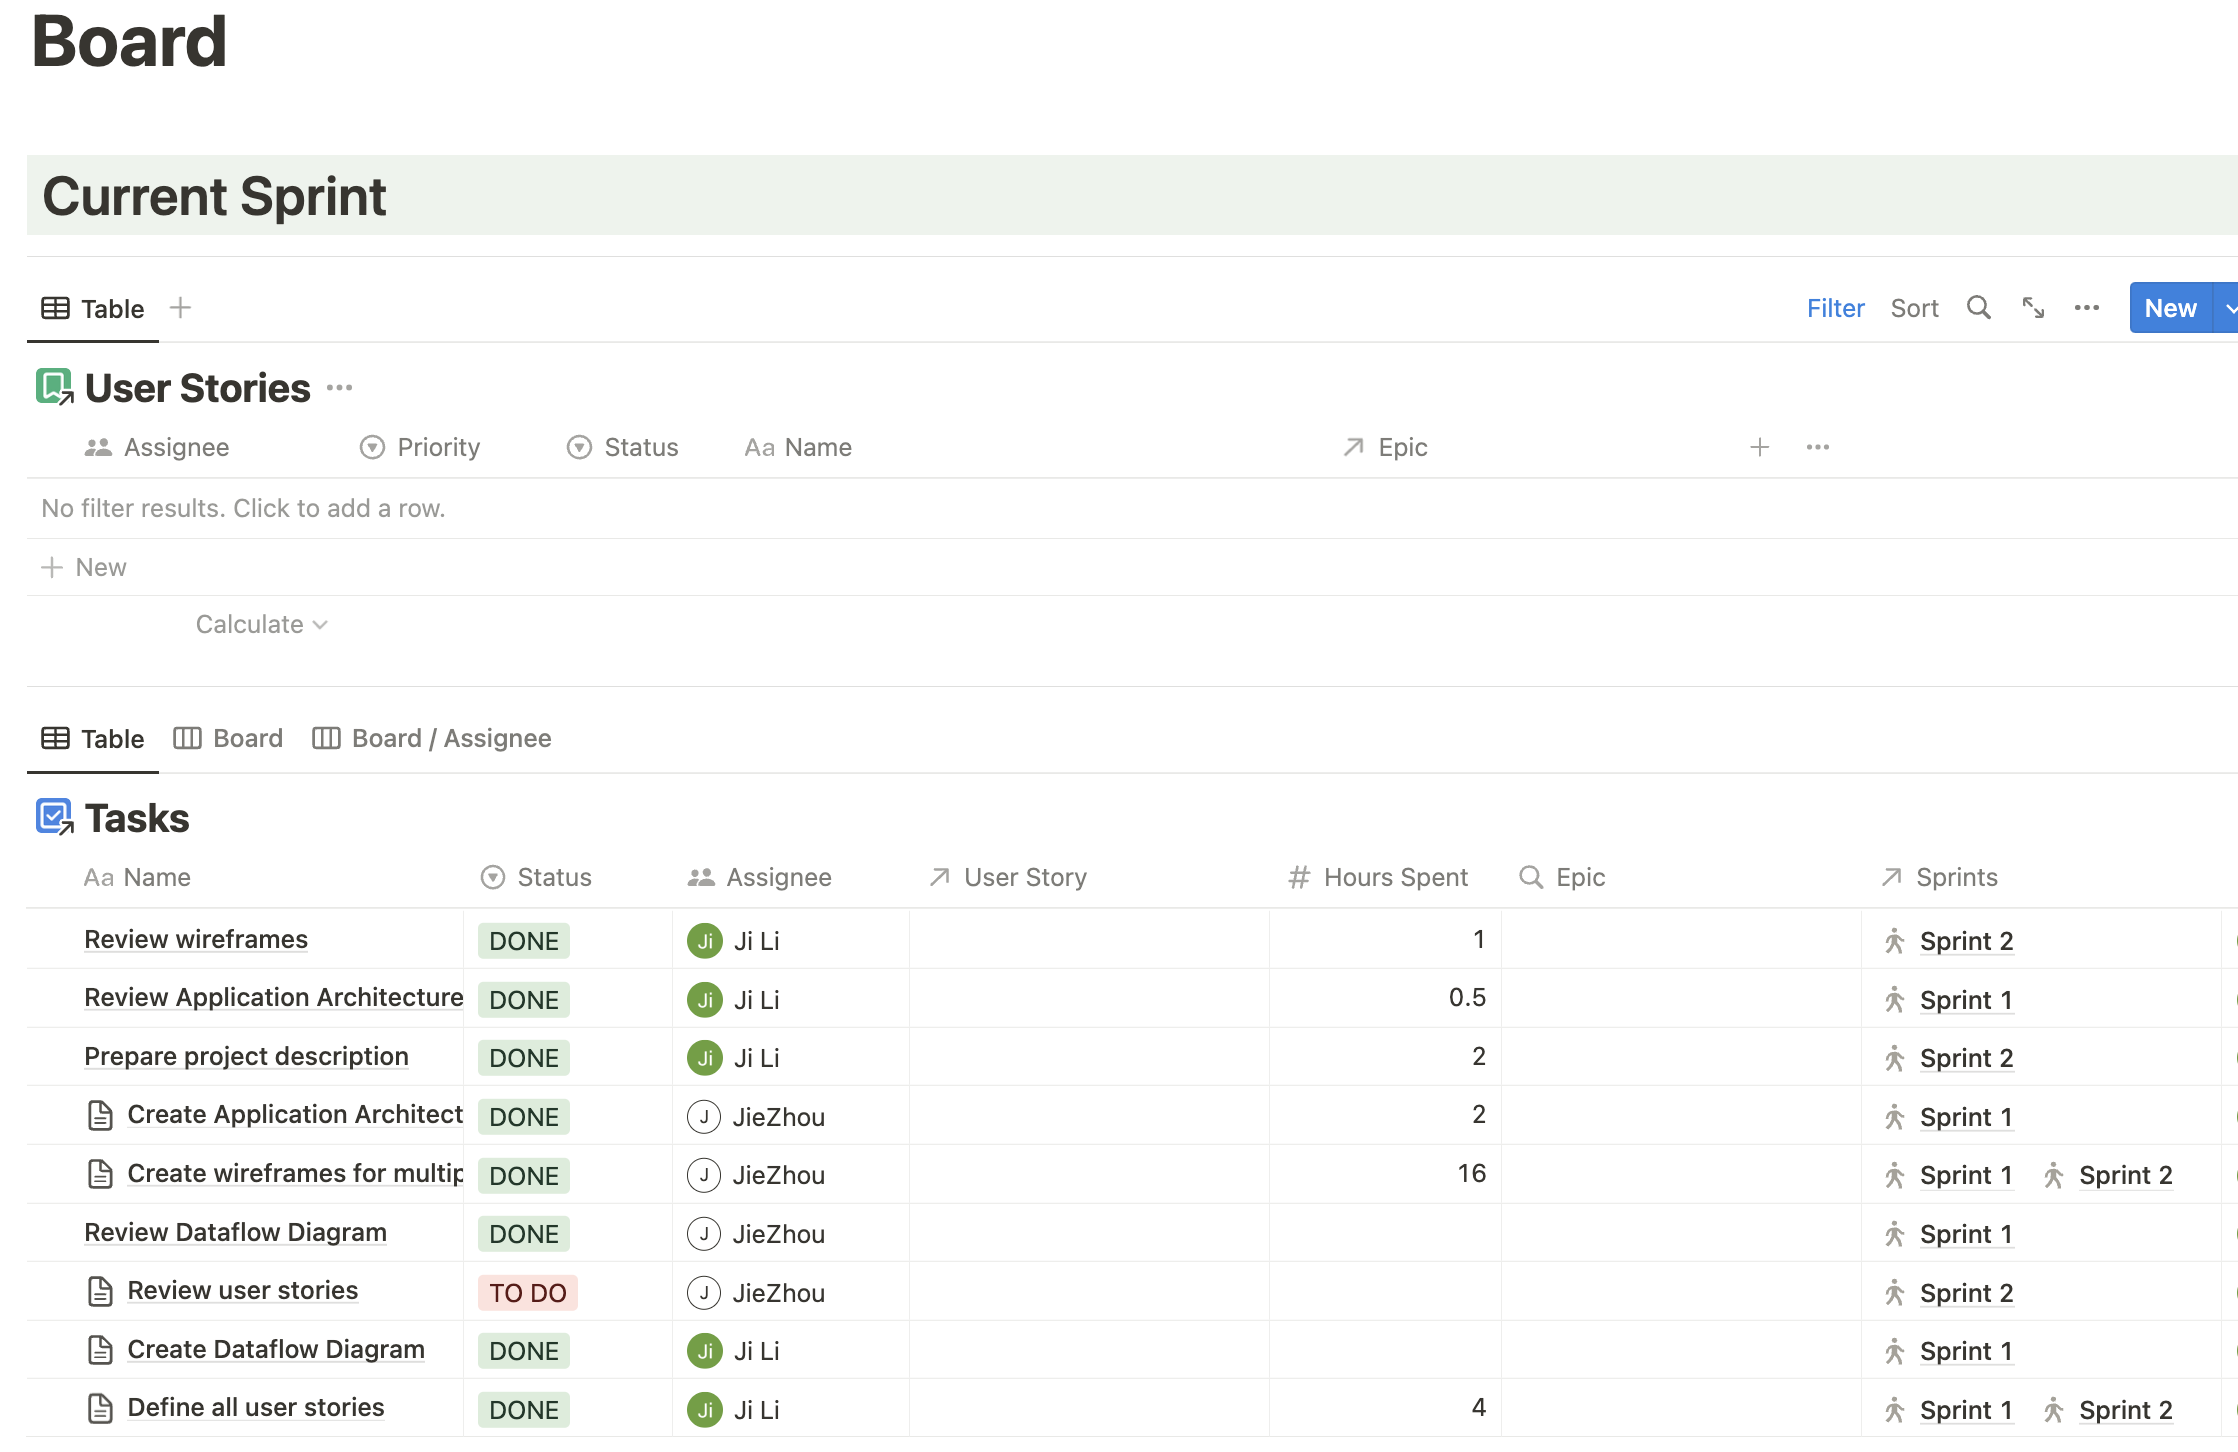 Board
Current Sprint
Table
Filter Sort New
User Stories
Assignee Priority Status Aa Name Epic
No filter results. Click to add a row.
New
Calculate
Table Board Board / Assignee
Tasks
Aa Name Status Assignee User Story # Hours Spent Epic Sprints
Review wireframes DONE Ji Ji Li 1 Sprint 2
Review Application Architecture DONE Ji Ji Li 0.5 Sprint 1
Prepare project description DONE Ji Ji Li 2 Sprint 2
Create Application Architect DONE J JieZhou 2 Sprint 1
Create wireframes for multip DONE J JieZhou 16 Sprint 1 Sprint 2
Review Dataflow Diagram DONE J JieZhou Sprint 1
Review user stories TO DO J JieZhou Sprint 2
Create Dataflow Diagram DONE Ji Ji Li Sprint 1
Define all user stories DONE Ji Ji Li 4 Sprint 1 Sprint 2